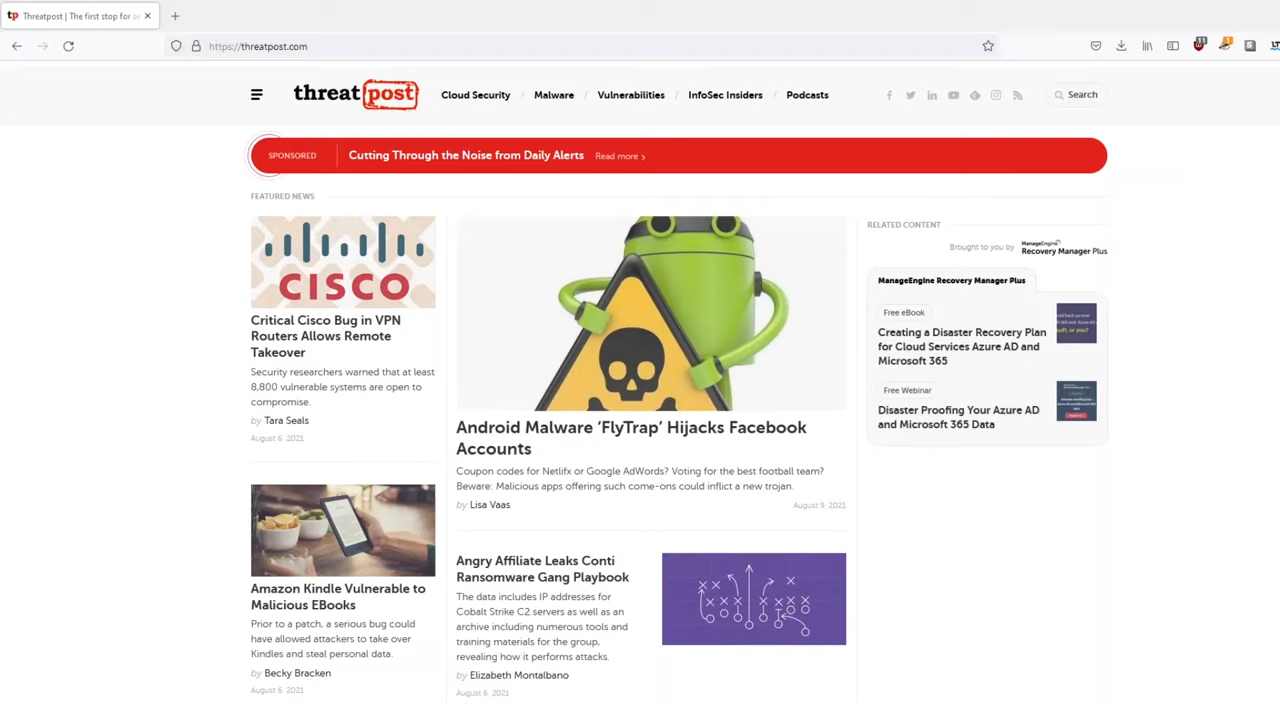 Threatpost | The first stop for
https://threatpost.com
11
1
threatpost
Cloud Security / Malware / Vulnerabilities / InfoSec Insiders / Podcasts
Search
SPONSORED
Cutting Through the Noise from Daily Alerts
Read more ›
FEATURED NEWS
CISCO
Critical Cisco Bug in VPN
Routers Allows Remote
Takeover
Security researchers warned that at least
8,800 vulnerable systems are open to
compromise.
by Tara Seals
August 6, 2021
Amazon Kindle Vulnerable to
Malicious EBooks
Prior to a patch, a serious bug could
have allowed attackers to take over
Kindles and steal personal data.
by Becky Bracken
August 6, 2021
Android Malware ‘FlyTrap’ Hijacks Facebook
Accounts
Coupon codes for Netlifx or Google AdWords? Voting for the best football team?
Beware: Malicious apps offering such come-ons could inflict a new trojan.
by Lisa Vaas
August 9, 2021
Angry Affiliate Leaks Conti
Ransomware Gang Playbook
The data includes IP addresses for
Cobalt Strike C2 servers as well as an
archive including numerous tools and
training materials for the group,
revealing how it performs attacks.
by Elizabeth Montalbano
August 6, 2021
RELATED CONTENT
Brought to you by
ManageEngine
Recovery Manager Plus
ManageEngine Recovery Manager Plus
Free eBook
Creating a Disaster Recovery Plan
for Cloud Services Azure AD and
Microsoft 365
Free Webinar
Disaster Proofing Your Azure AD
and Microsoft 365 Data